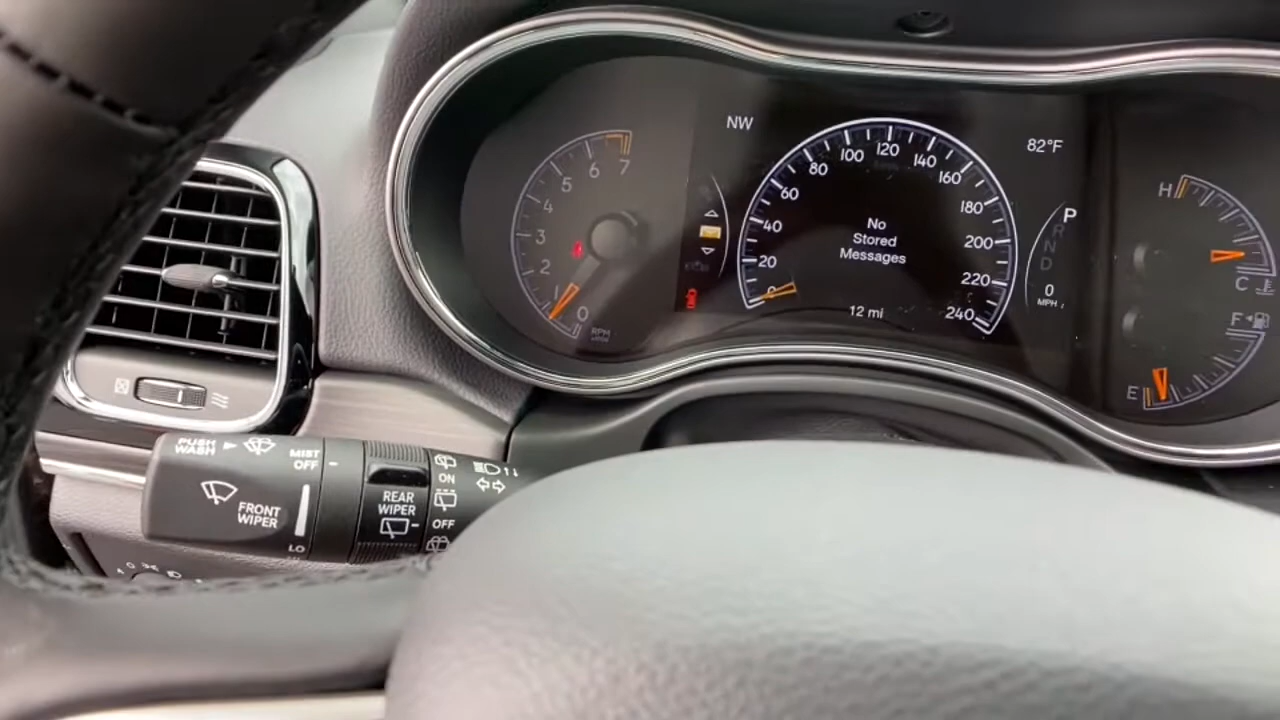 NW
82°F
7
6
5
4
3
2
1
0
RPM
0
20
40
60
80
100
120
140
160
180
200
220
240
No
Stored
Messages
12 mi
P
R
N
D
0
MPH
H
C
F
E
PUSH
WASH
MIST
OFF
FRONT
WIPER
LO
REAR
WIPER
ON
OFF
0